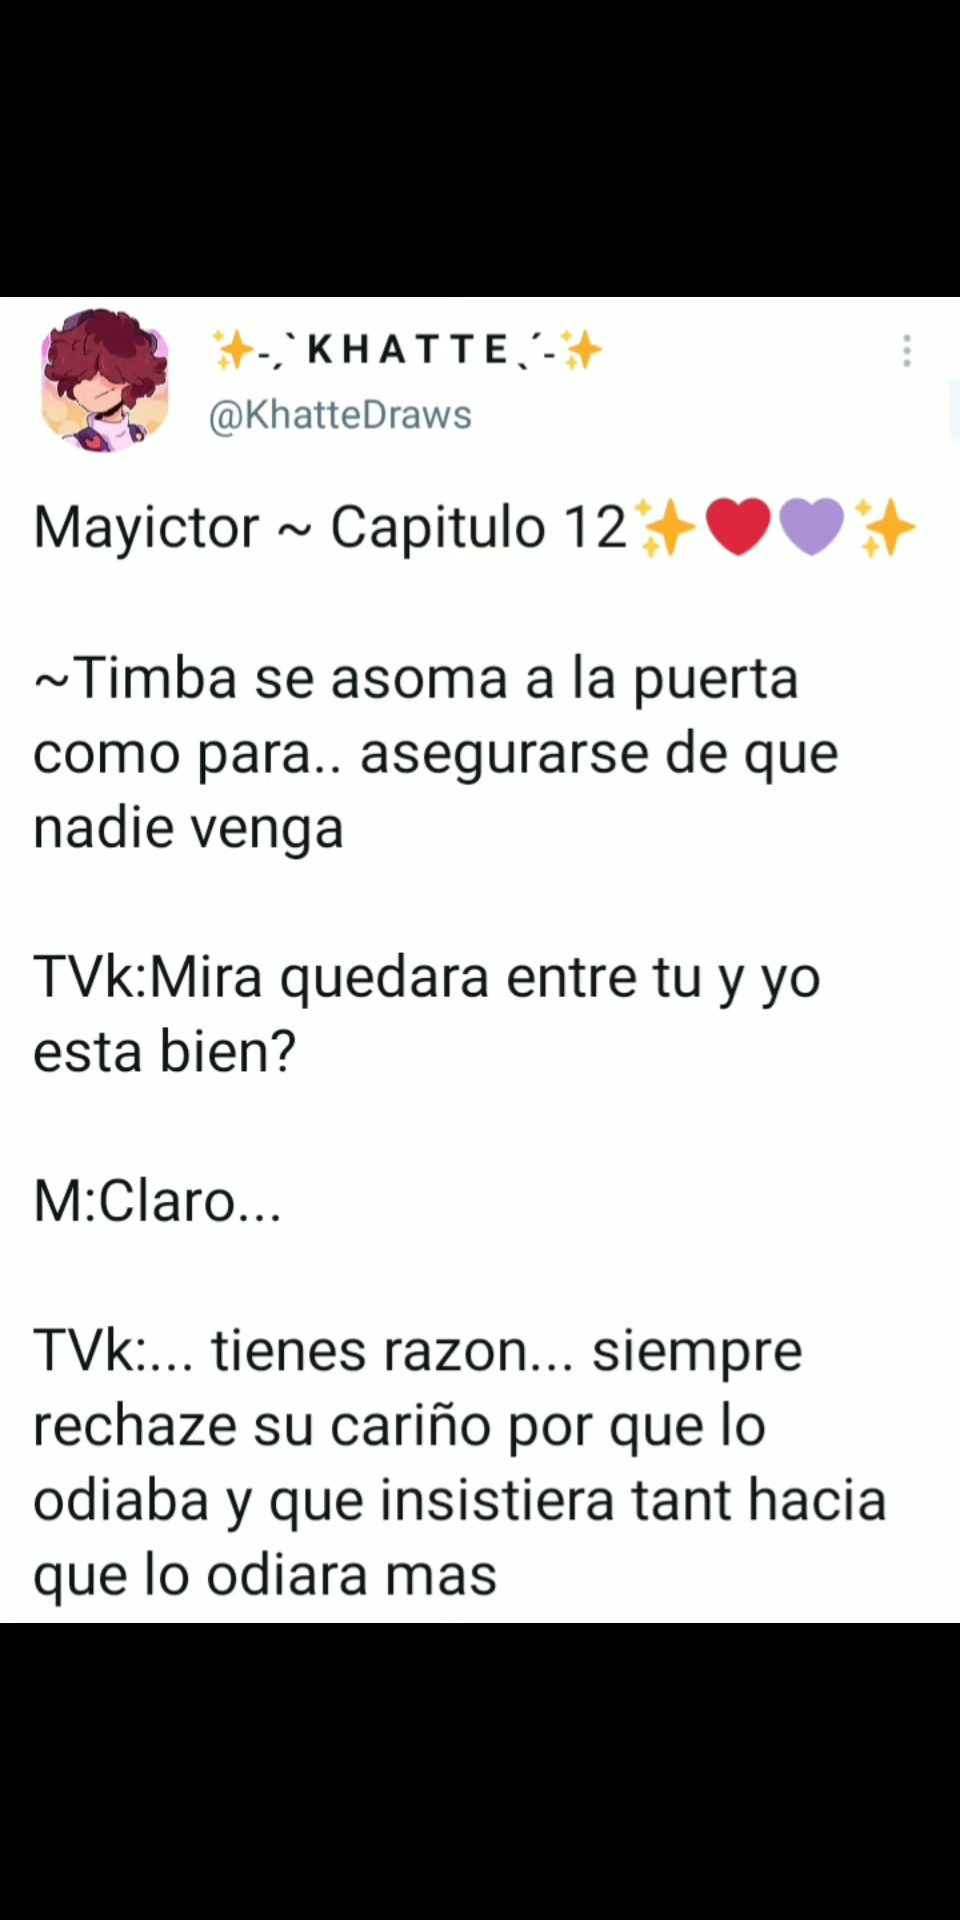 ✨-ˏˋK H A T T Eˎˊ-✨
@KhatteDraws
Mayictor ~ Capitulo 12✨❤️💜✨
~Timba se asoma a la puerta
como para.. asegurarse de que
nadie venga
TVk:Mira quedara entre tu y yo
esta bien?
M:Claro...
TVk:... tienes razon... siempre
rechaze su cariño por que lo
odiaba y que insistiera tant hacia
que lo odiara mas